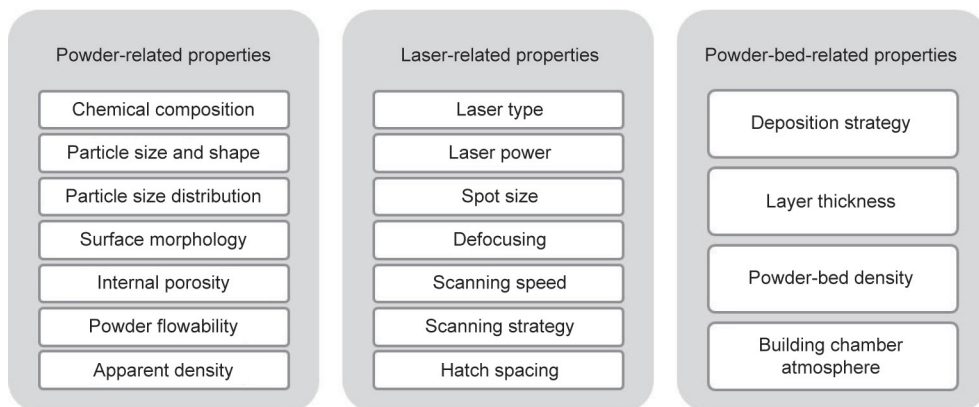 Powder-related properties
Chemical composition
Particle size and shape
Particle size distribution
Surface morphology
Internal porosity
Powder flowability
Apparent density
Laser-related properties
Laser type
Laser power
Spot size
Defocusing
Scanning speed
Scanning strategy
Hatch spacing
Powder-bed-related properties
Deposition strategy
Layer thickness
Powder-bed density
Building chamber
atmosphere